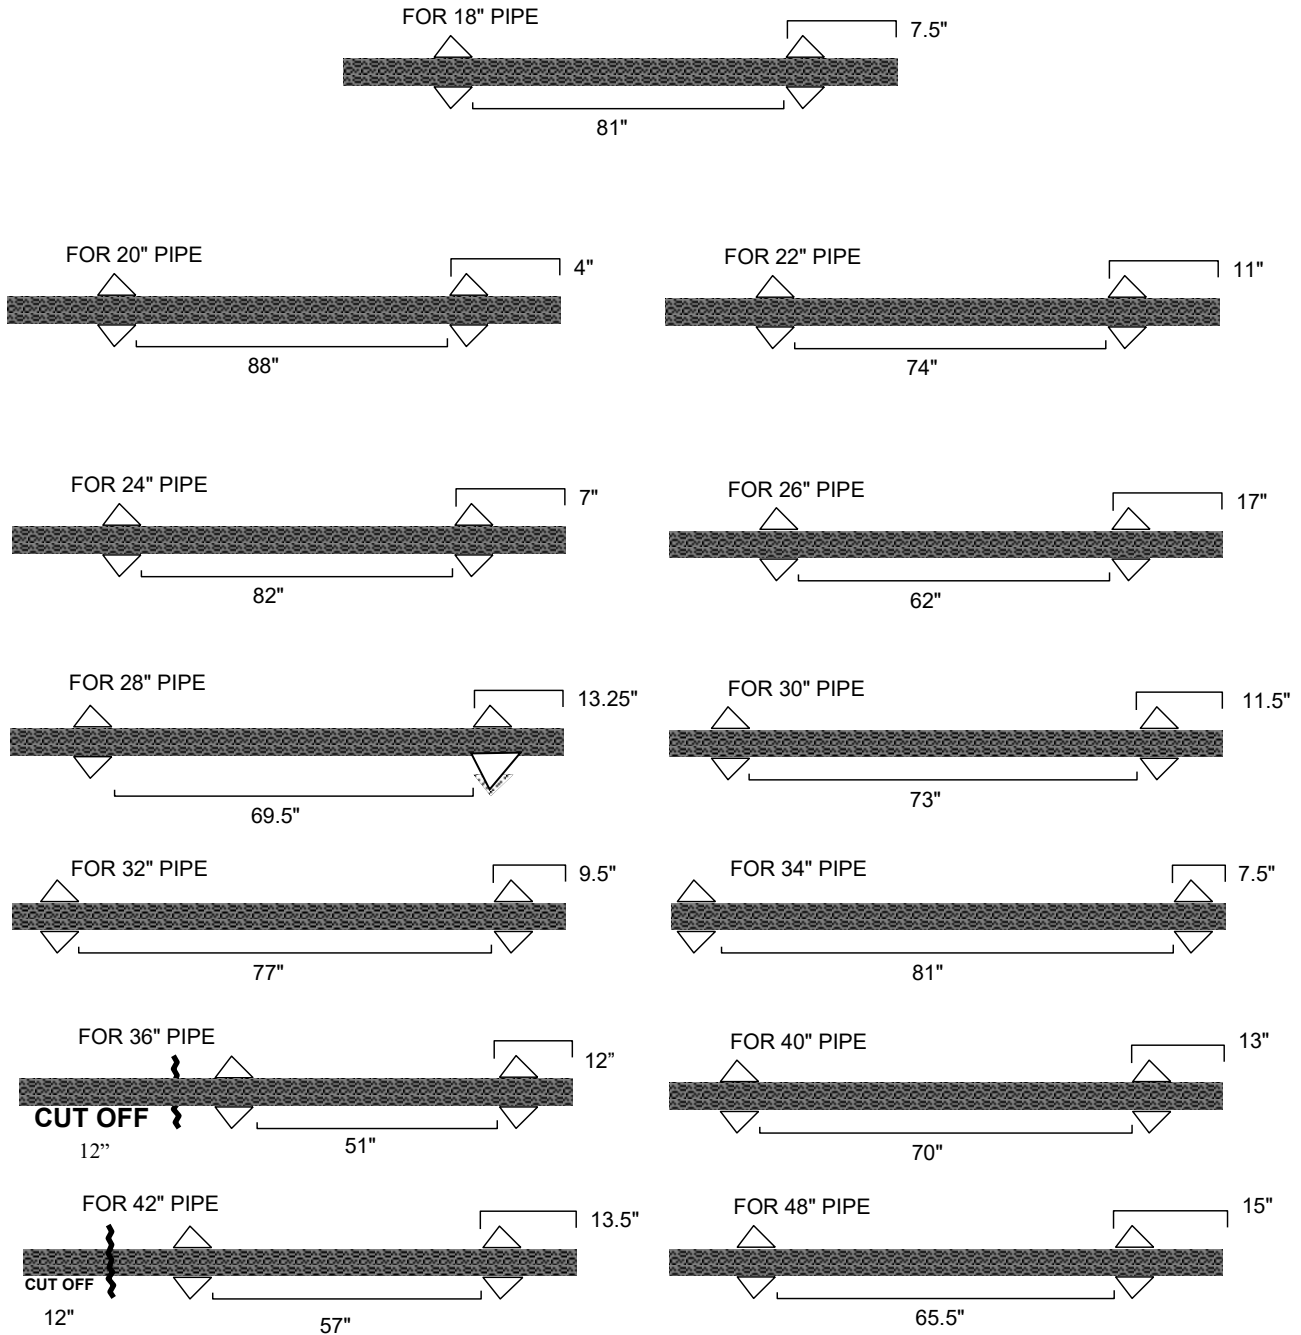 FOR 18" PIPE
7.5"
81"
FOR 20" PIPE
4"
88"
FOR 22" PIPE
11"
74"
FOR 24" PIPE
7"
82"
FOR 26" PIPE
17"
62"
FOR 28" PIPE
13.25"
69.5"
FOR 30" PIPE
11.5"
73"
FOR 32" PIPE
9.5"
77"
FOR 34" PIPE
7.5"
81"
FOR 36" PIPE
12”
CUT OFF
12”
51"
FOR 40" PIPE
13"
70"
FOR 42" PIPE
13.5"
CUT OFF
12"
57"
FOR 48" PIPE
15"
65.5"